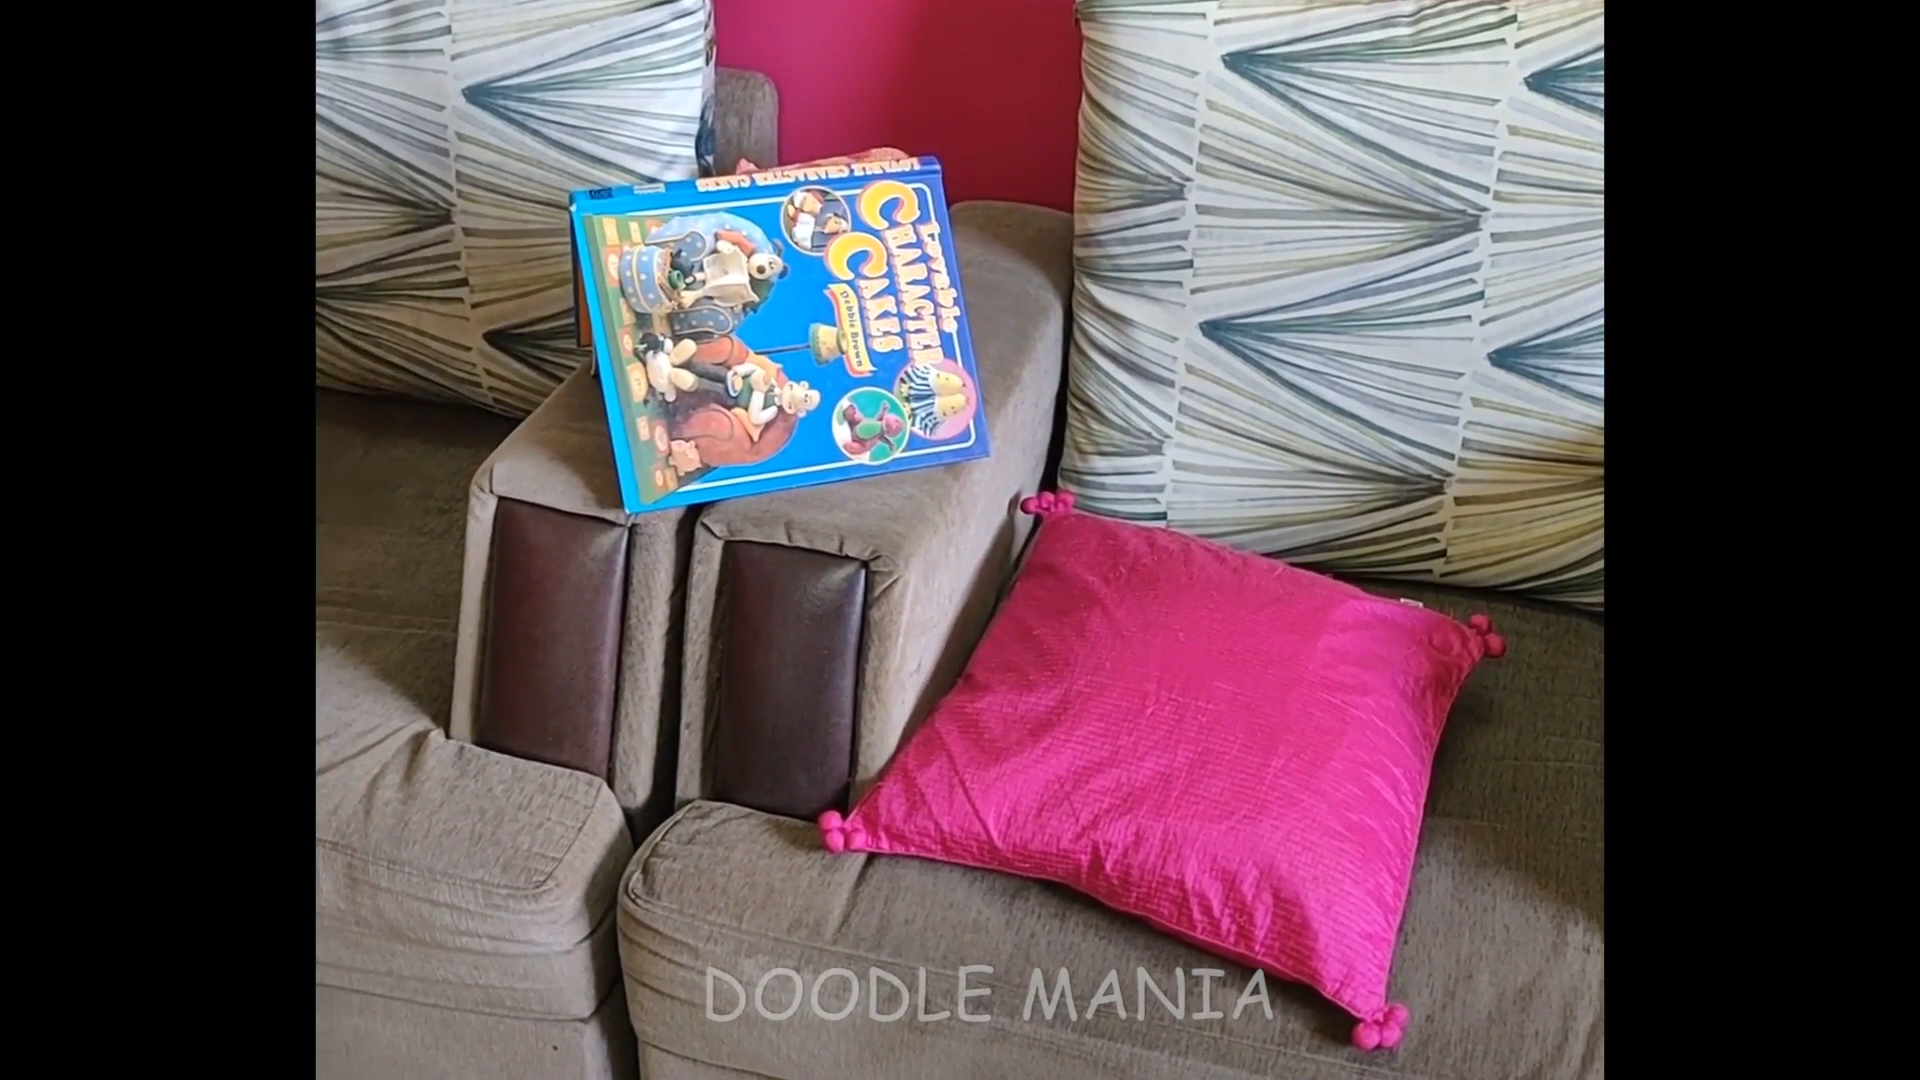 LOVABLE CHARACTER CAKES
Lovable
CHARACTER
CAKES
Debbie Brown
DOODLE MANIA